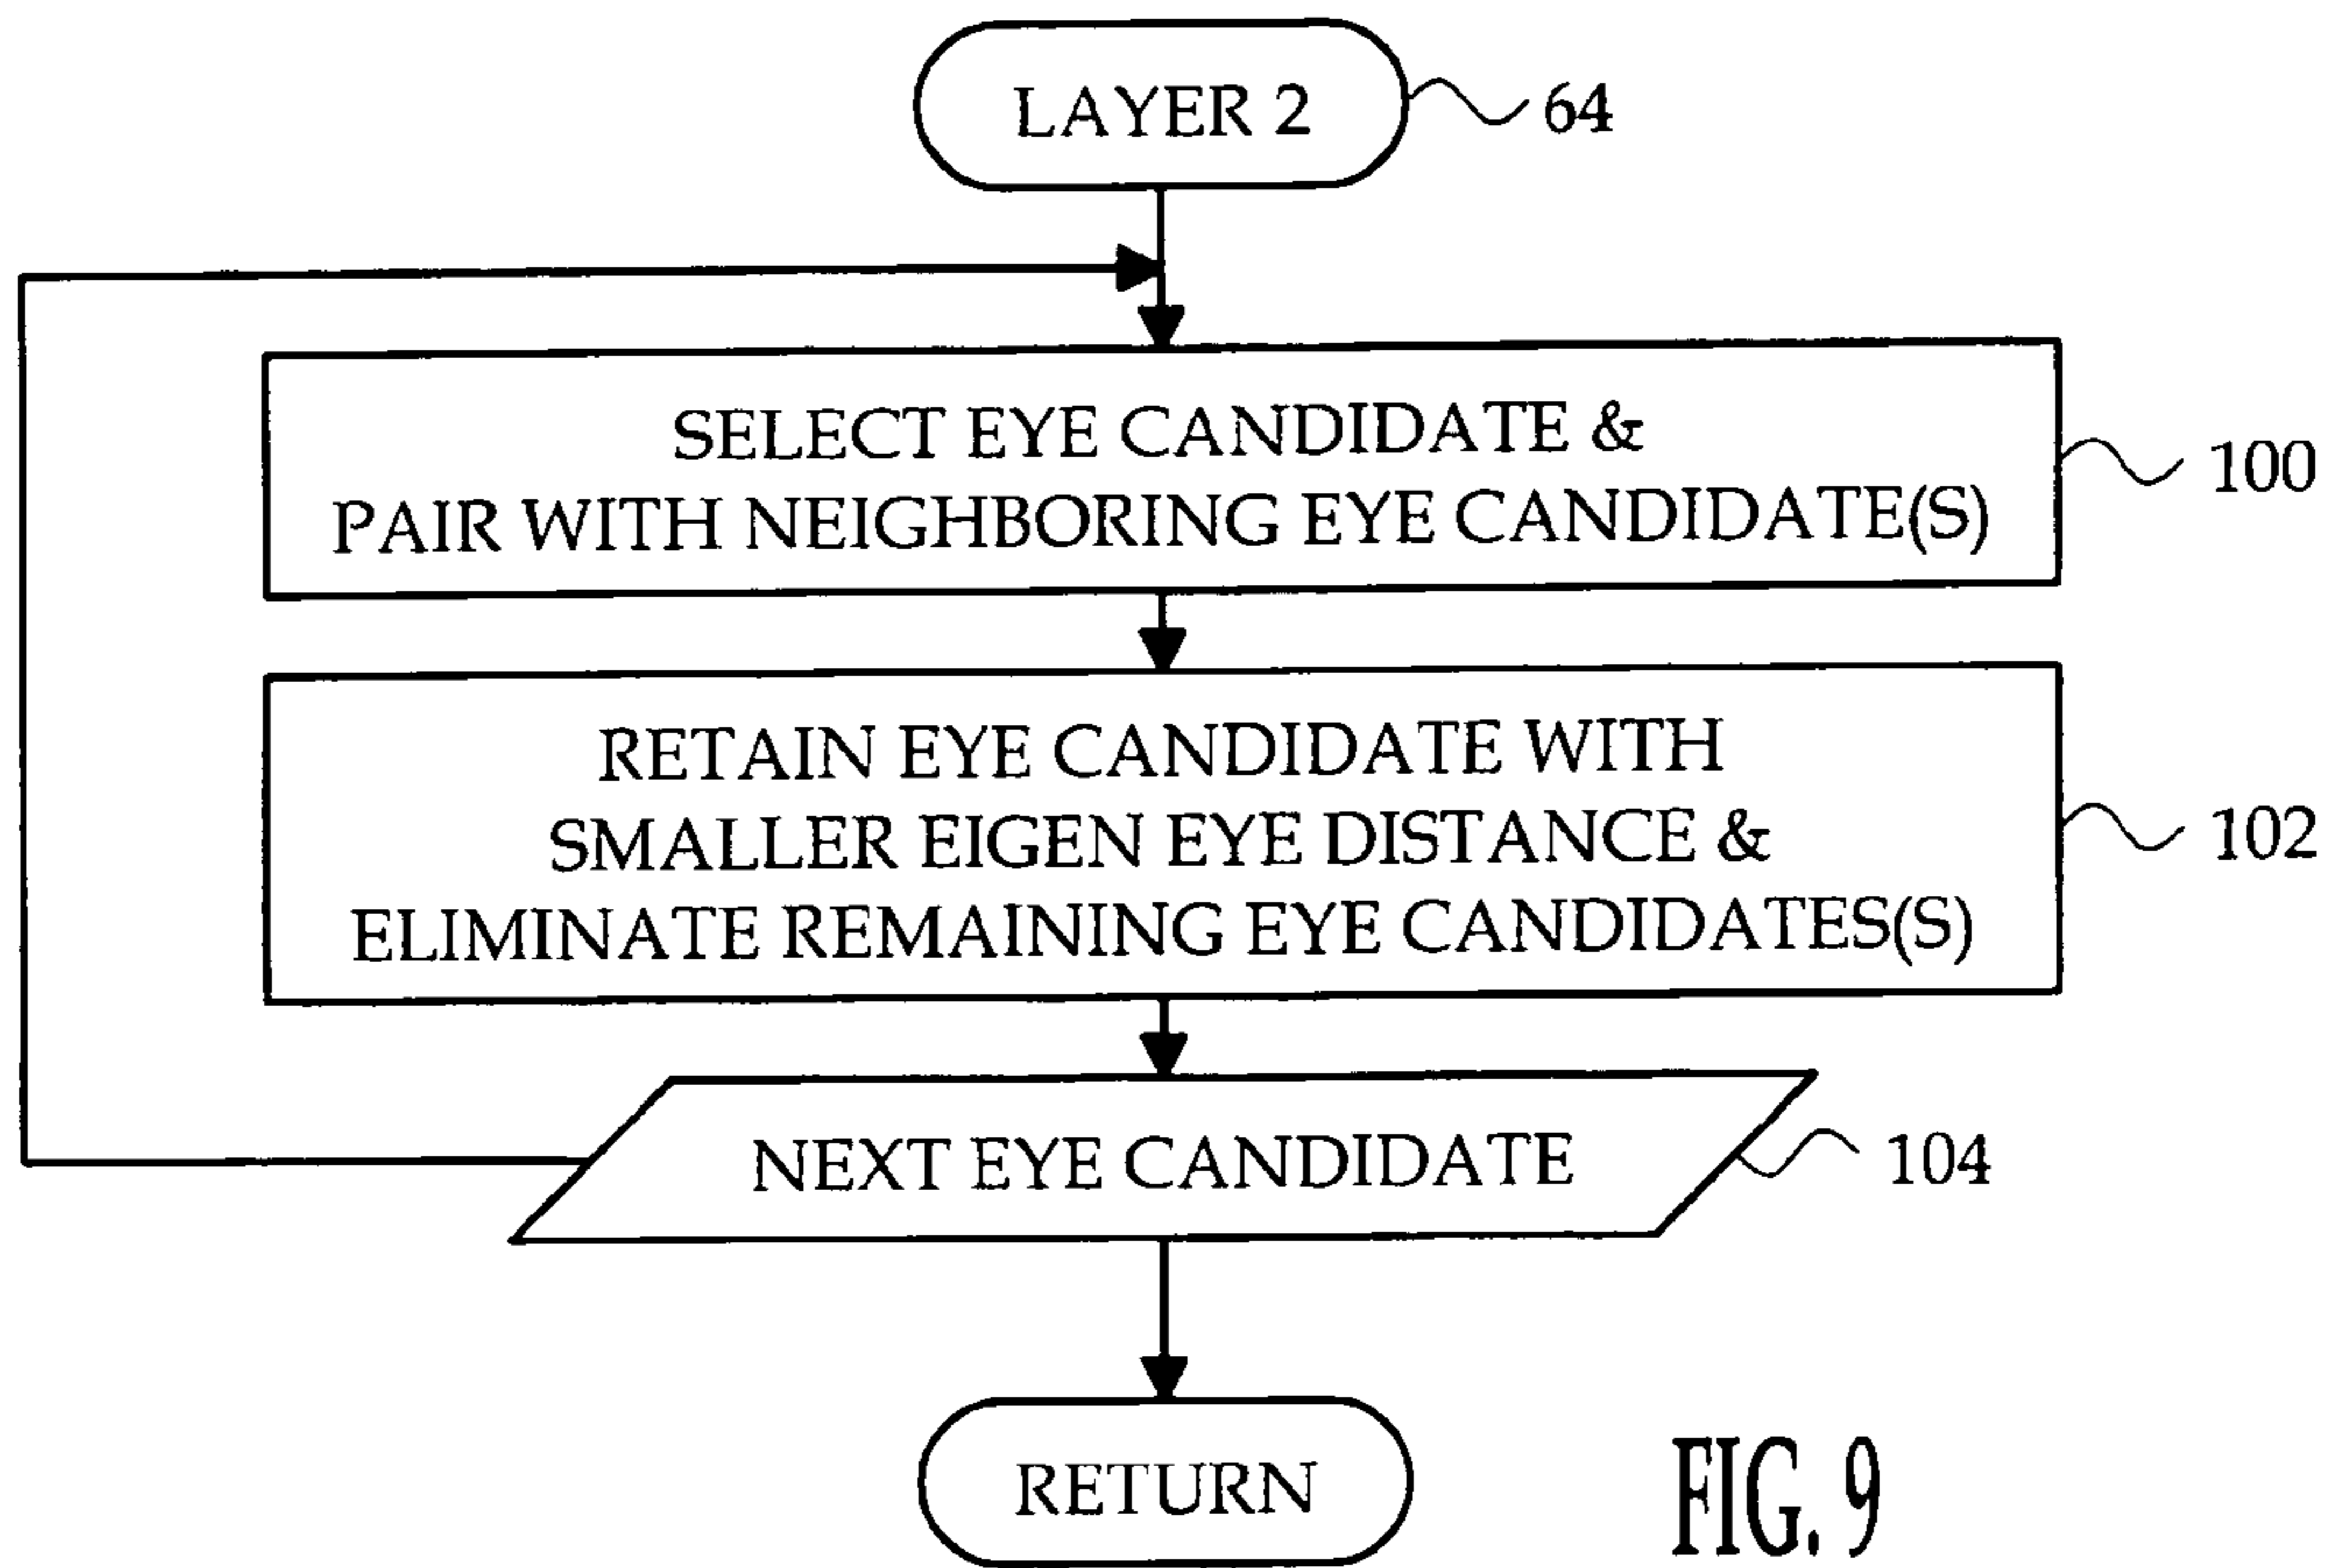 LAYER 2
64
SELECT EYE CANDIDATE &
PAIR WITH NEIGHBORING EYE CANDIDATE(S)
100
RETAIN EYE CANDIDATE WITH
SMALLER EIGEN EYE DISTANCE &
ELIMINATE REMAINING EYE CANDIDATES(S)
102
NEXT EYE CANDIDATE
104
RETURN
FIG. 9